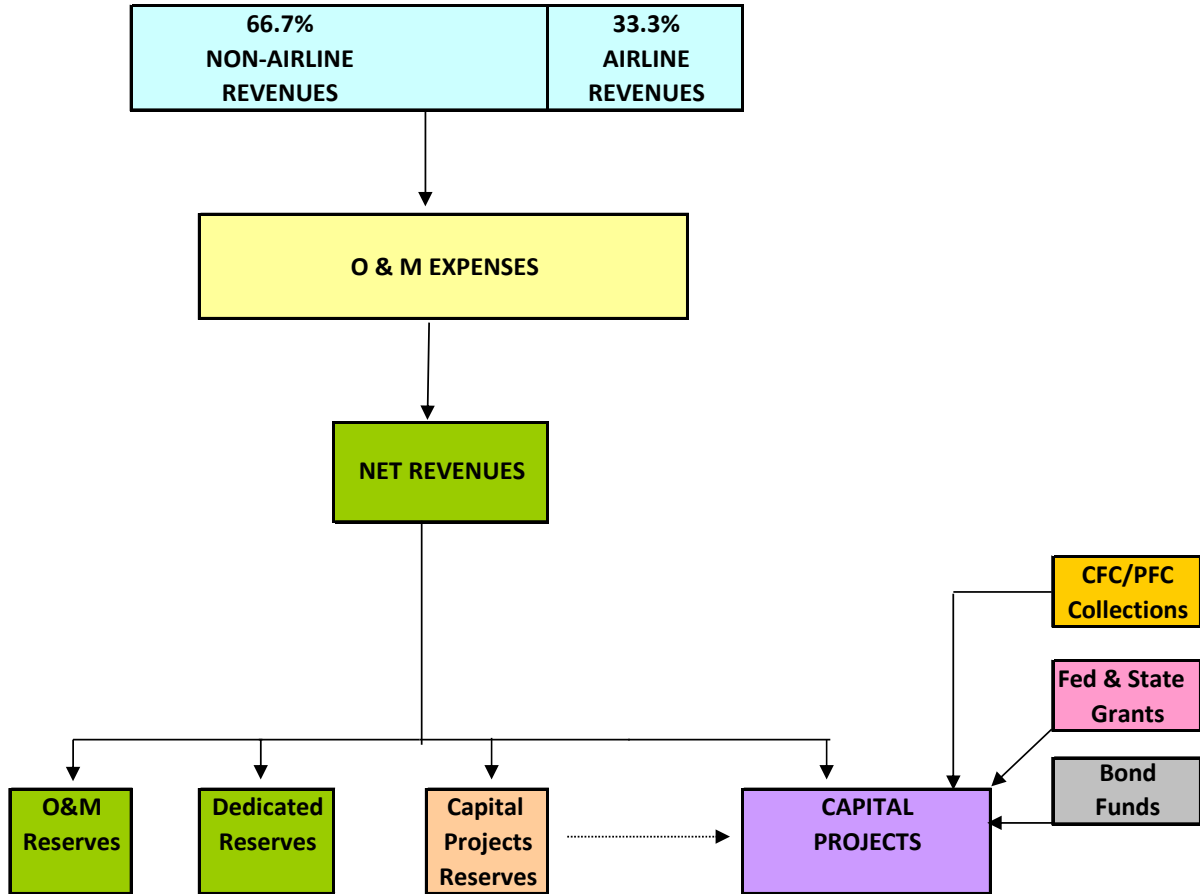 66.7%
NON-AIRLINE
REVENUES
33.3%
AIRLINE
REVENUES
O & M EXPENSES
NET REVENUES
CFC/PFC
Collections
Fed & State
Grants
Bond
Funds
O&M
Reserves
Dedicated
Reserves
Capital
Projects
Reserves
CAPITAL
PROJECTS